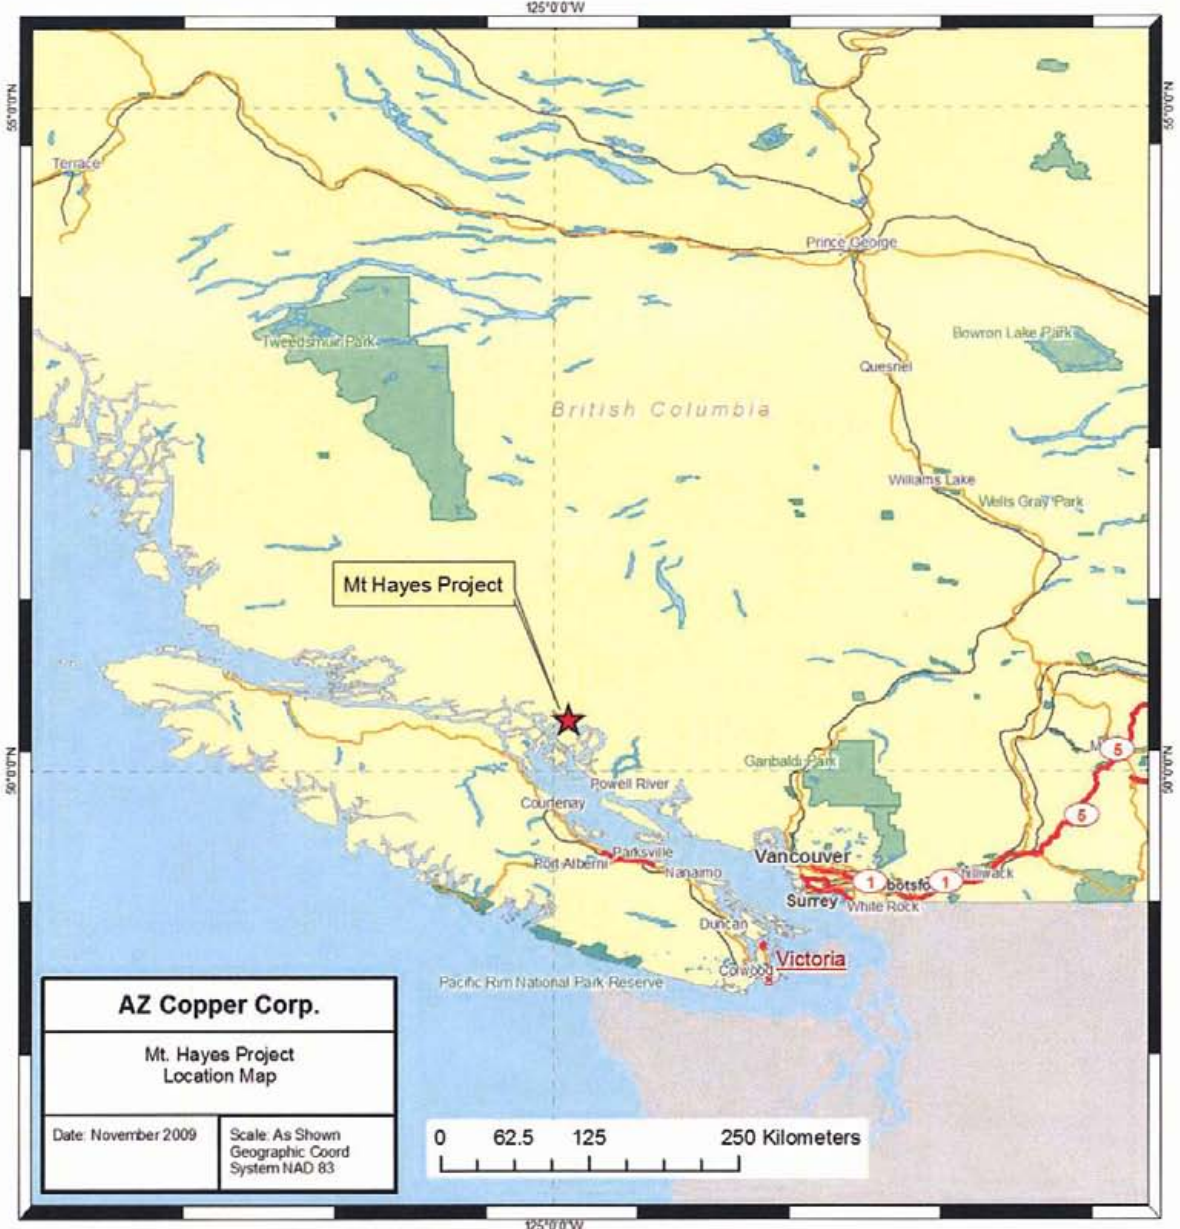 125°0'0"W
55°0'0"N
55°0'0"N
Terrace
Prince George
Tweedsmuir Park
Bowron Lake Park
Quesnel
British Columbia
Williams Lake
Wells Gray Park
Mt Hayes Project
5
50°0'0"N
50°0'0"N
Garibaldi Park
Powell River
Courtenay
5
Port Alberni
Parksville
Nanaimo
Vancouver
1
botsfo
1
hilliwack
Surrey
White Rock
Duncan
Victoria
Colwood
Pacific Rim National Park Reserve
AZ Copper Corp.
Mt. Hayes Project
Location Map
Date: November 2009
Scale: As Shown
Geographic Coord
System NAD 83
0 62.5 125 250 Kilometers
125°0'0"W